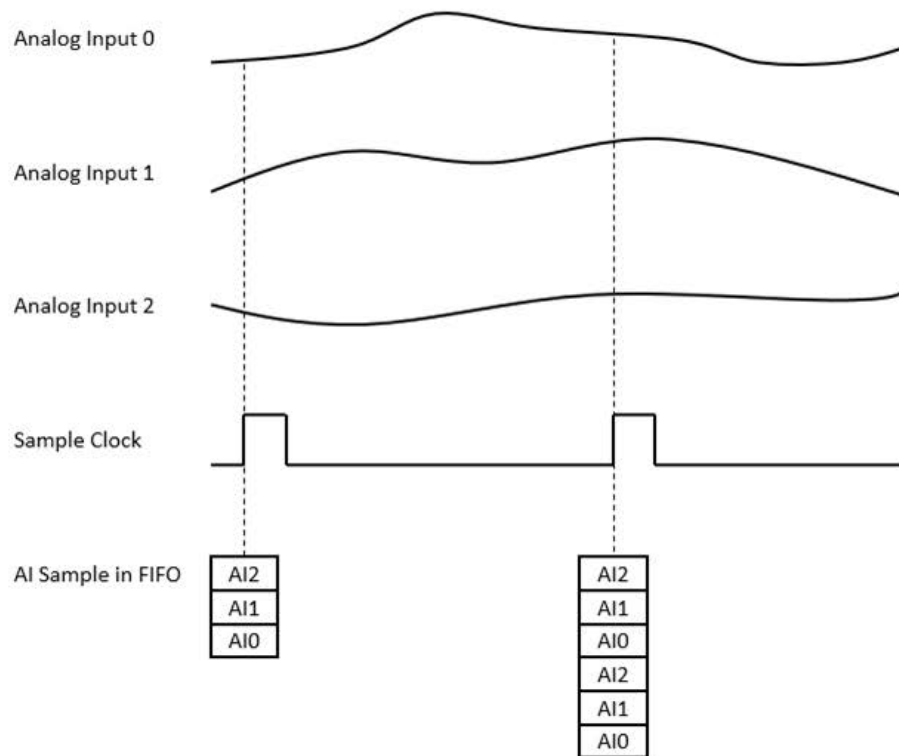 Analog Input 0
Analog Input 1
Analog Input 2
Sample Clock
AI Sample in FIFO
AI2
AI1
AI0
AI2
AI1
AI0
AI2
AI1
AI0